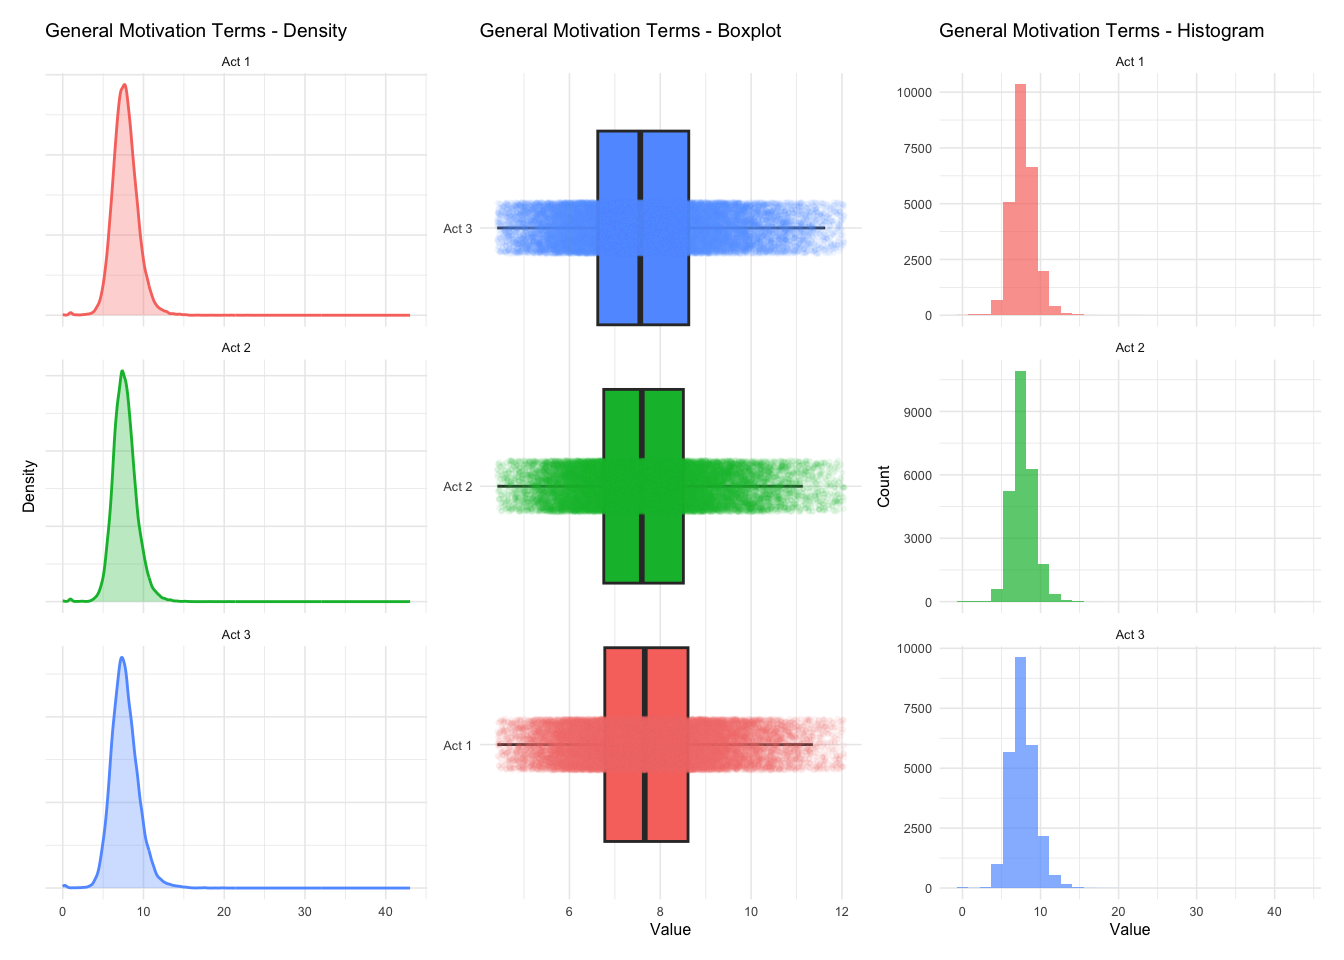 General Motivation Terms - Density
Act 1
Act 2
Act 3
Density
0 10 20 30 40
General Motivation Terms - Boxplot
Act 3
Act 2
Act 1
6 8 10 12
Value
General Motivation Terms - Histogram
Act 1
10000
7500
5000
2500
0
Act 2
9000
6000
3000
0
Act 3
10000
7500
5000
2500
0
Count
0 10 20 30 40
Value